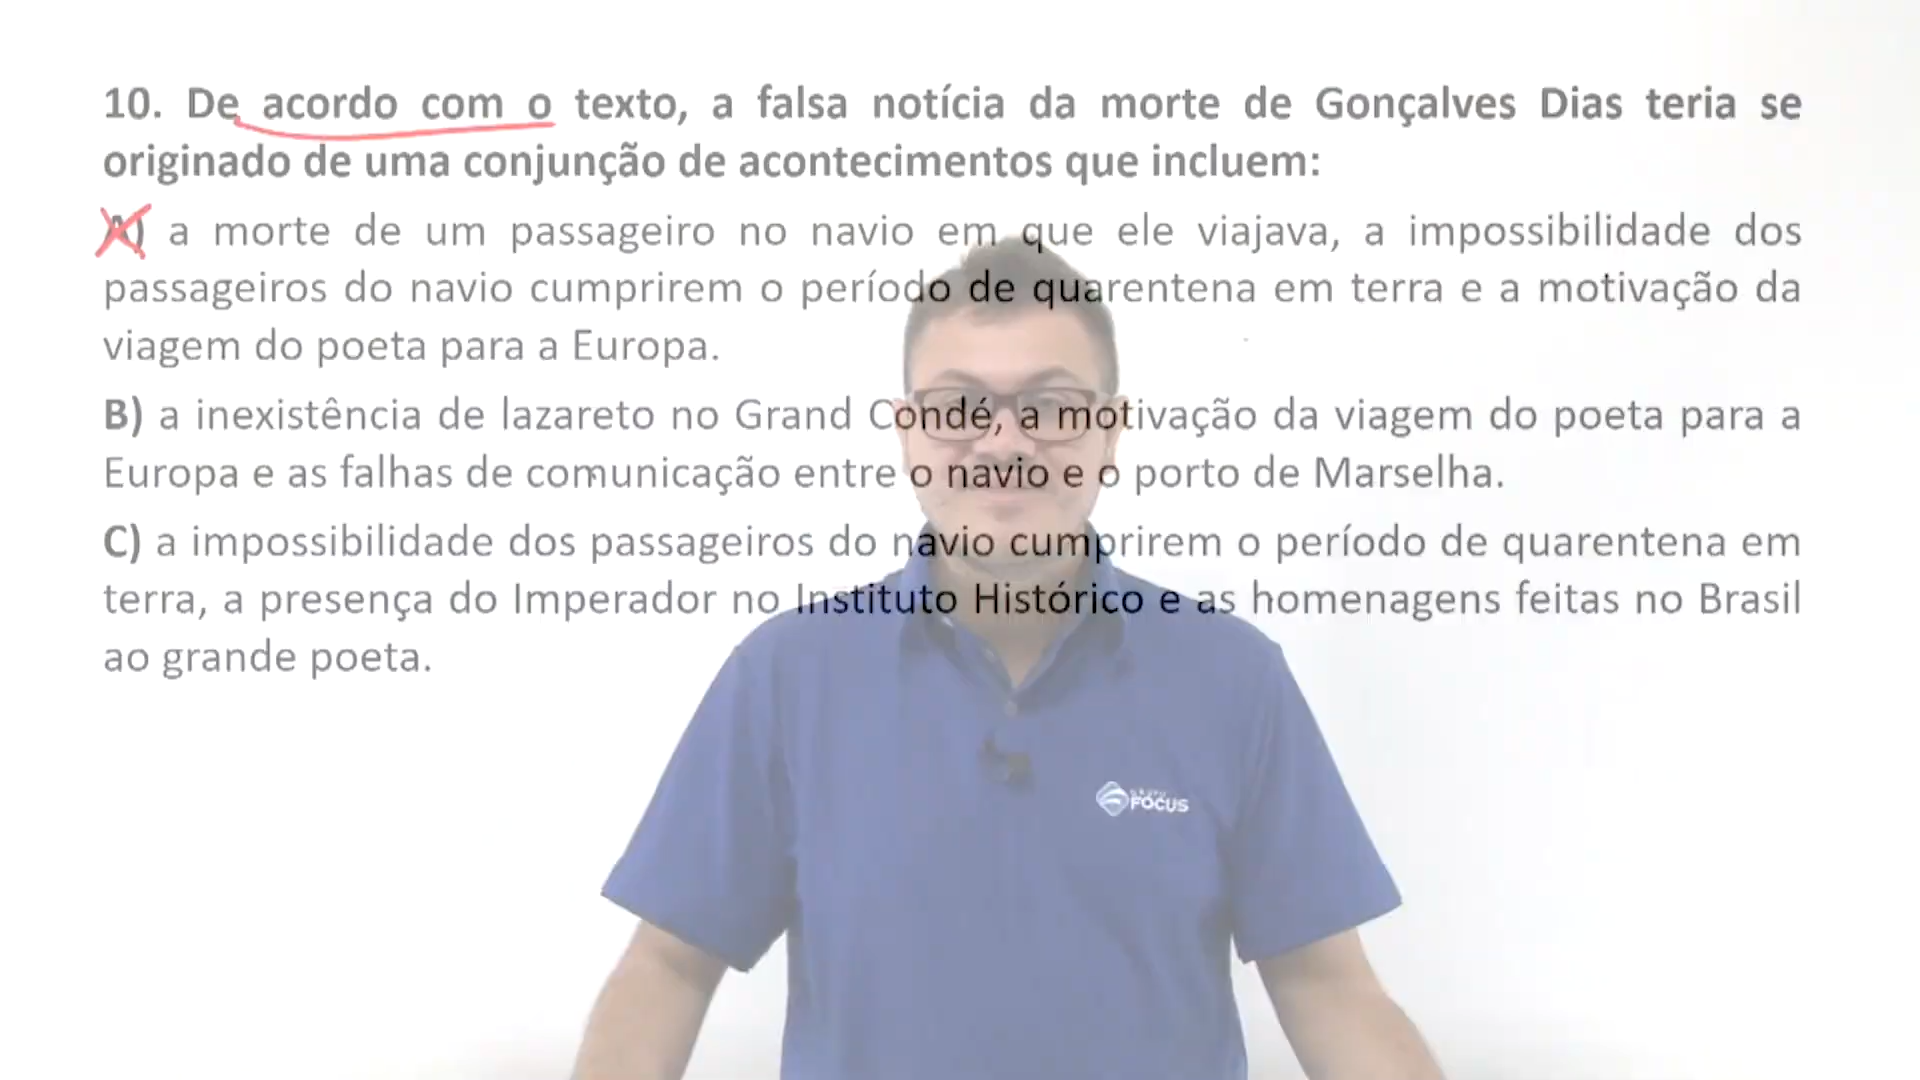 10. De acordo com o texto, a falsa notícia da morte de Gonçalves Dias teria se
originado de uma conjunção de acontecimentos que incluem:
A) a morte de um passageiro no navio em que ele viajava, a impossibilidade dos
passageiros do navio cumprirem o período de quarentena em terra e a motivação da
viagem do poeta para a Europa.
B) a inexistência de lazareto no Grand Condé, a motivação da viagem do poeta para a
Europa e as falhas de comunicação entre o navio e o porto de Marselha.
C) a impossibilidade dos passageiros do navio cumprirem o período de quarentena em
terra, a presença do Imperador no Instituto Histórico e as homenagens feitas no Brasil
ao grande poeta.
GRUPO
FOCUS